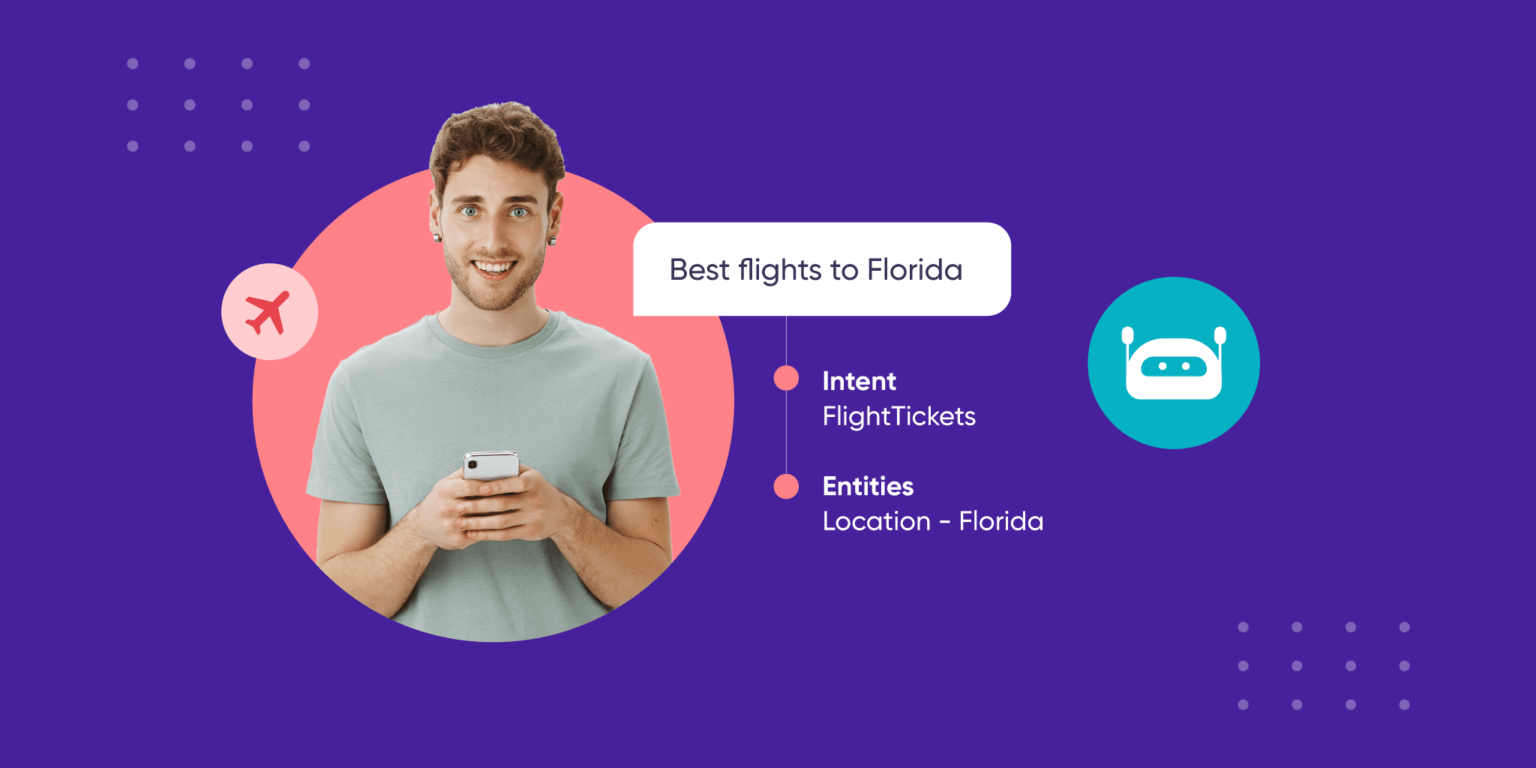 Best flights to Florida
Intent
FlightTickets
Entities
Location - Florida